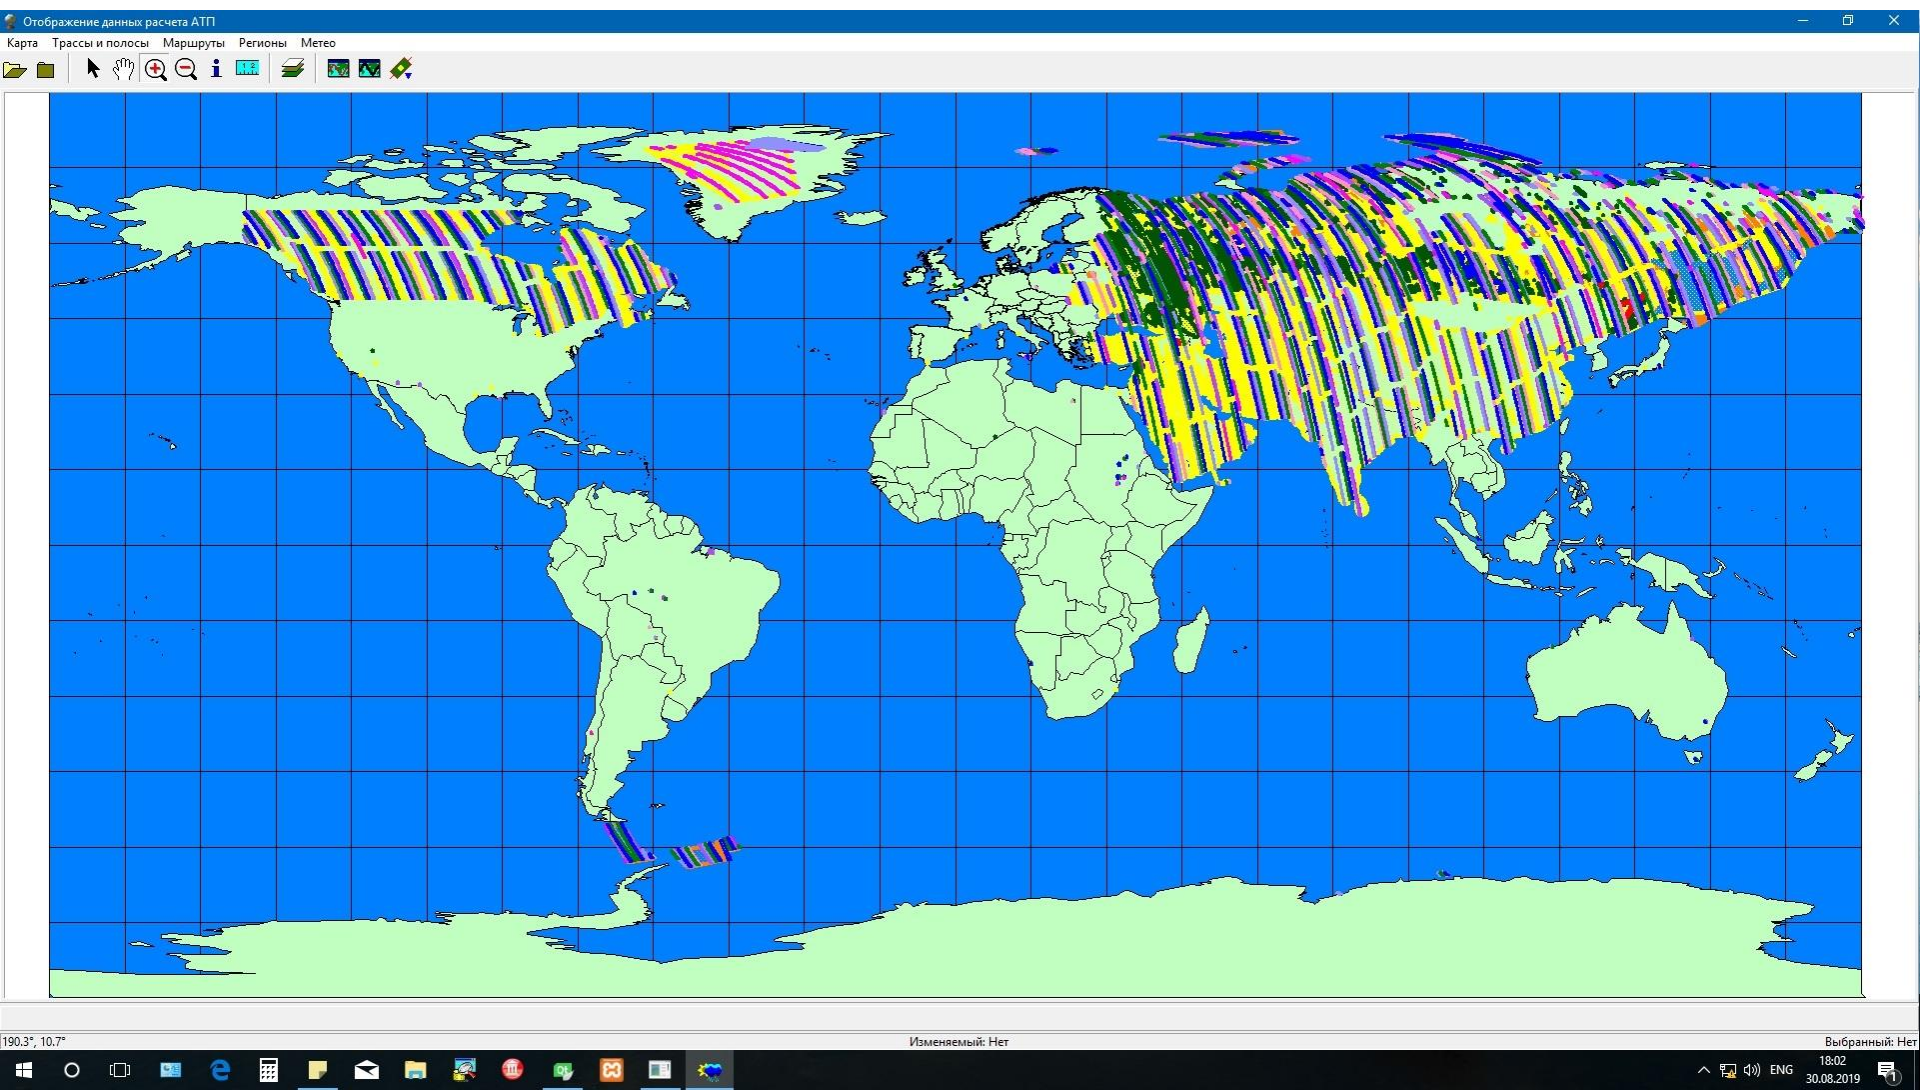 Отображение данных расчета АТП
Карта Трассы и полосы Маршруты Регионы Метео
190.3°, 10.7° Изменяемый: Нет Выбранный: Нет
ENG 18:02
30.08.2019
1